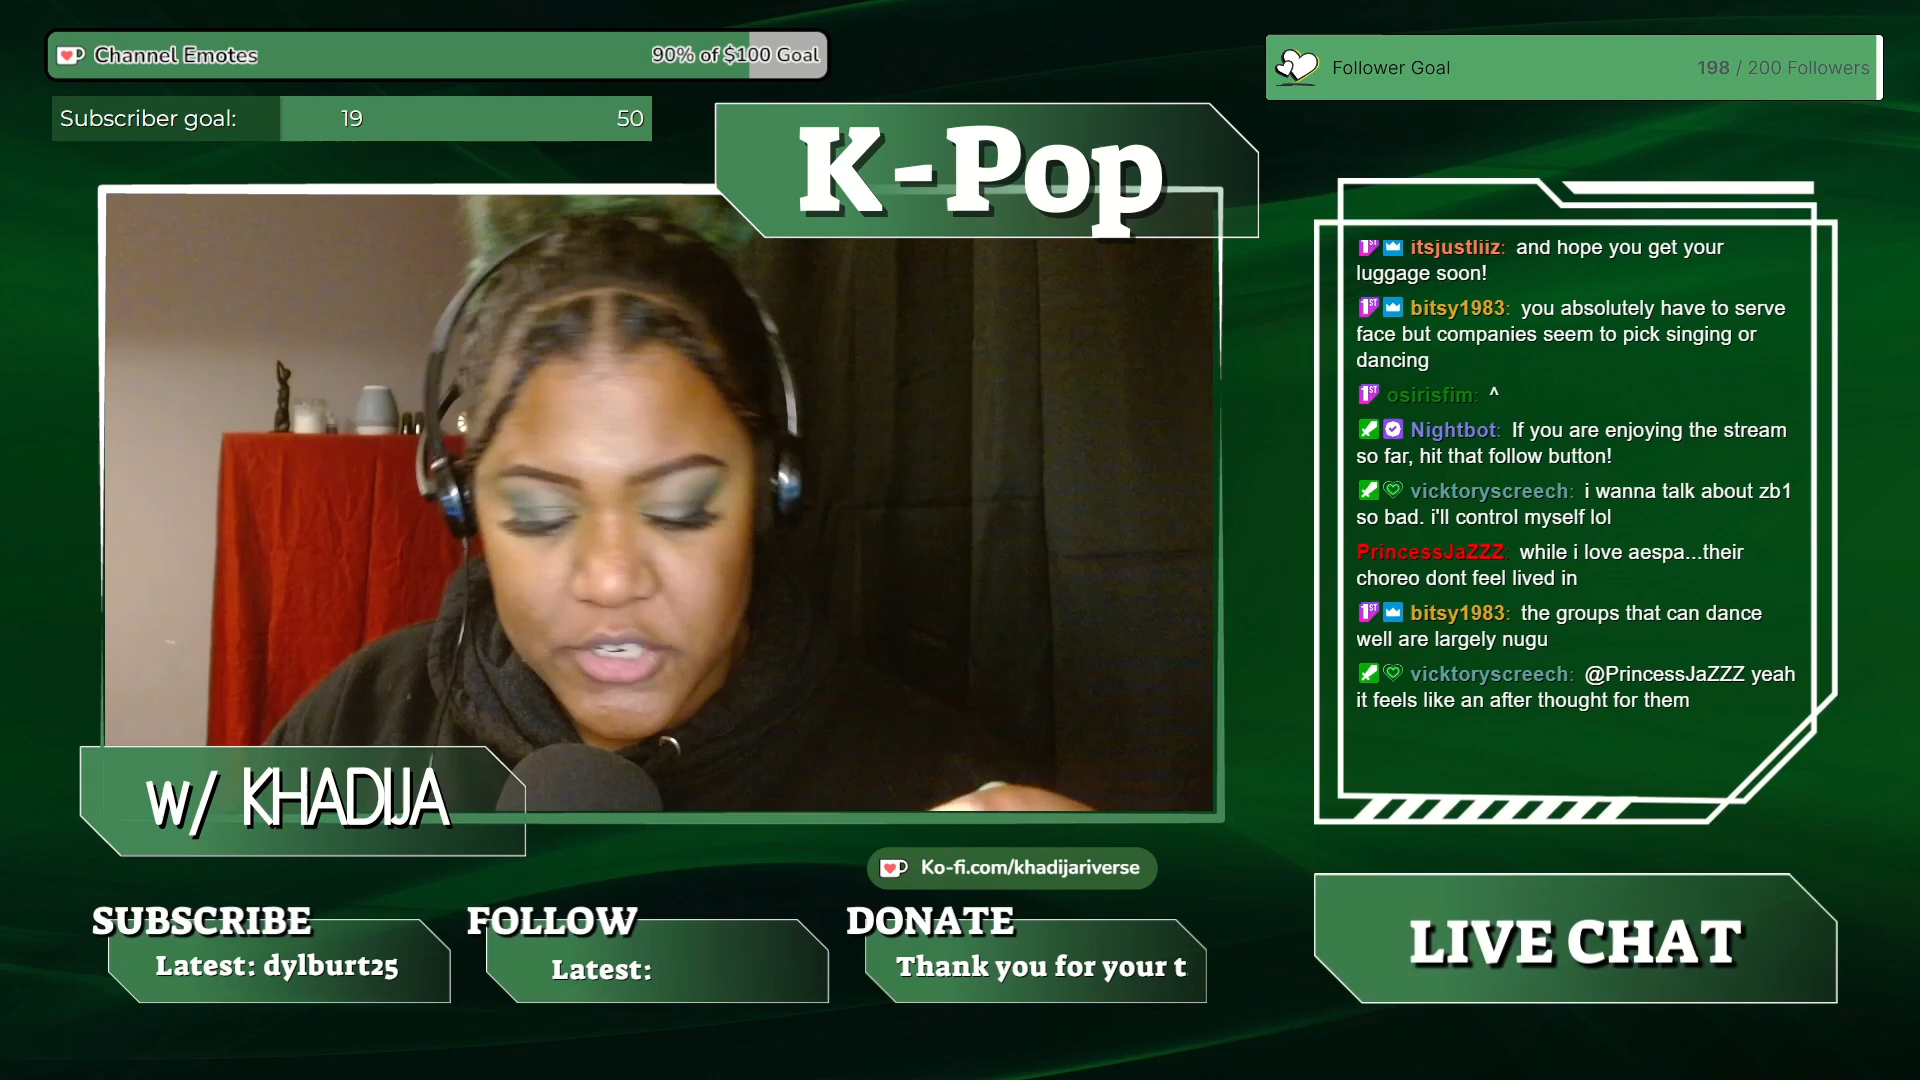 Channel Emotes 90% of $100 Goal
Subscriber goal: 19 50
Follower Goal 198 / 200 Followers
K-Pop
itsjustliiz: and hope you get your
luggage soon!
bitsy1983: you absolutely have to serve
face but companies seem to pick singing or
dancing
osirisfim: ^
Nightbot: If you are enjoying the stream
so far, hit that follow button!
vicktoryscreech: i wanna talk about zb1
so bad. i'll control myself lol
PrincessJaZZZ: while i love aespa...their
choreo dont feel lived in
bitsy1983: the groups that can dance
well are largely nugu
vicktoryscreech: @PrincessJaZZZ yeah
it feels like an after thought for them
w/ KHADIJA
Ko-fi.com/khadijariverse
SUBSCRIBE
Latest: dylburt25
FOLLOW
Latest:
DONATE
Thank you for your t
LIVE CHAT